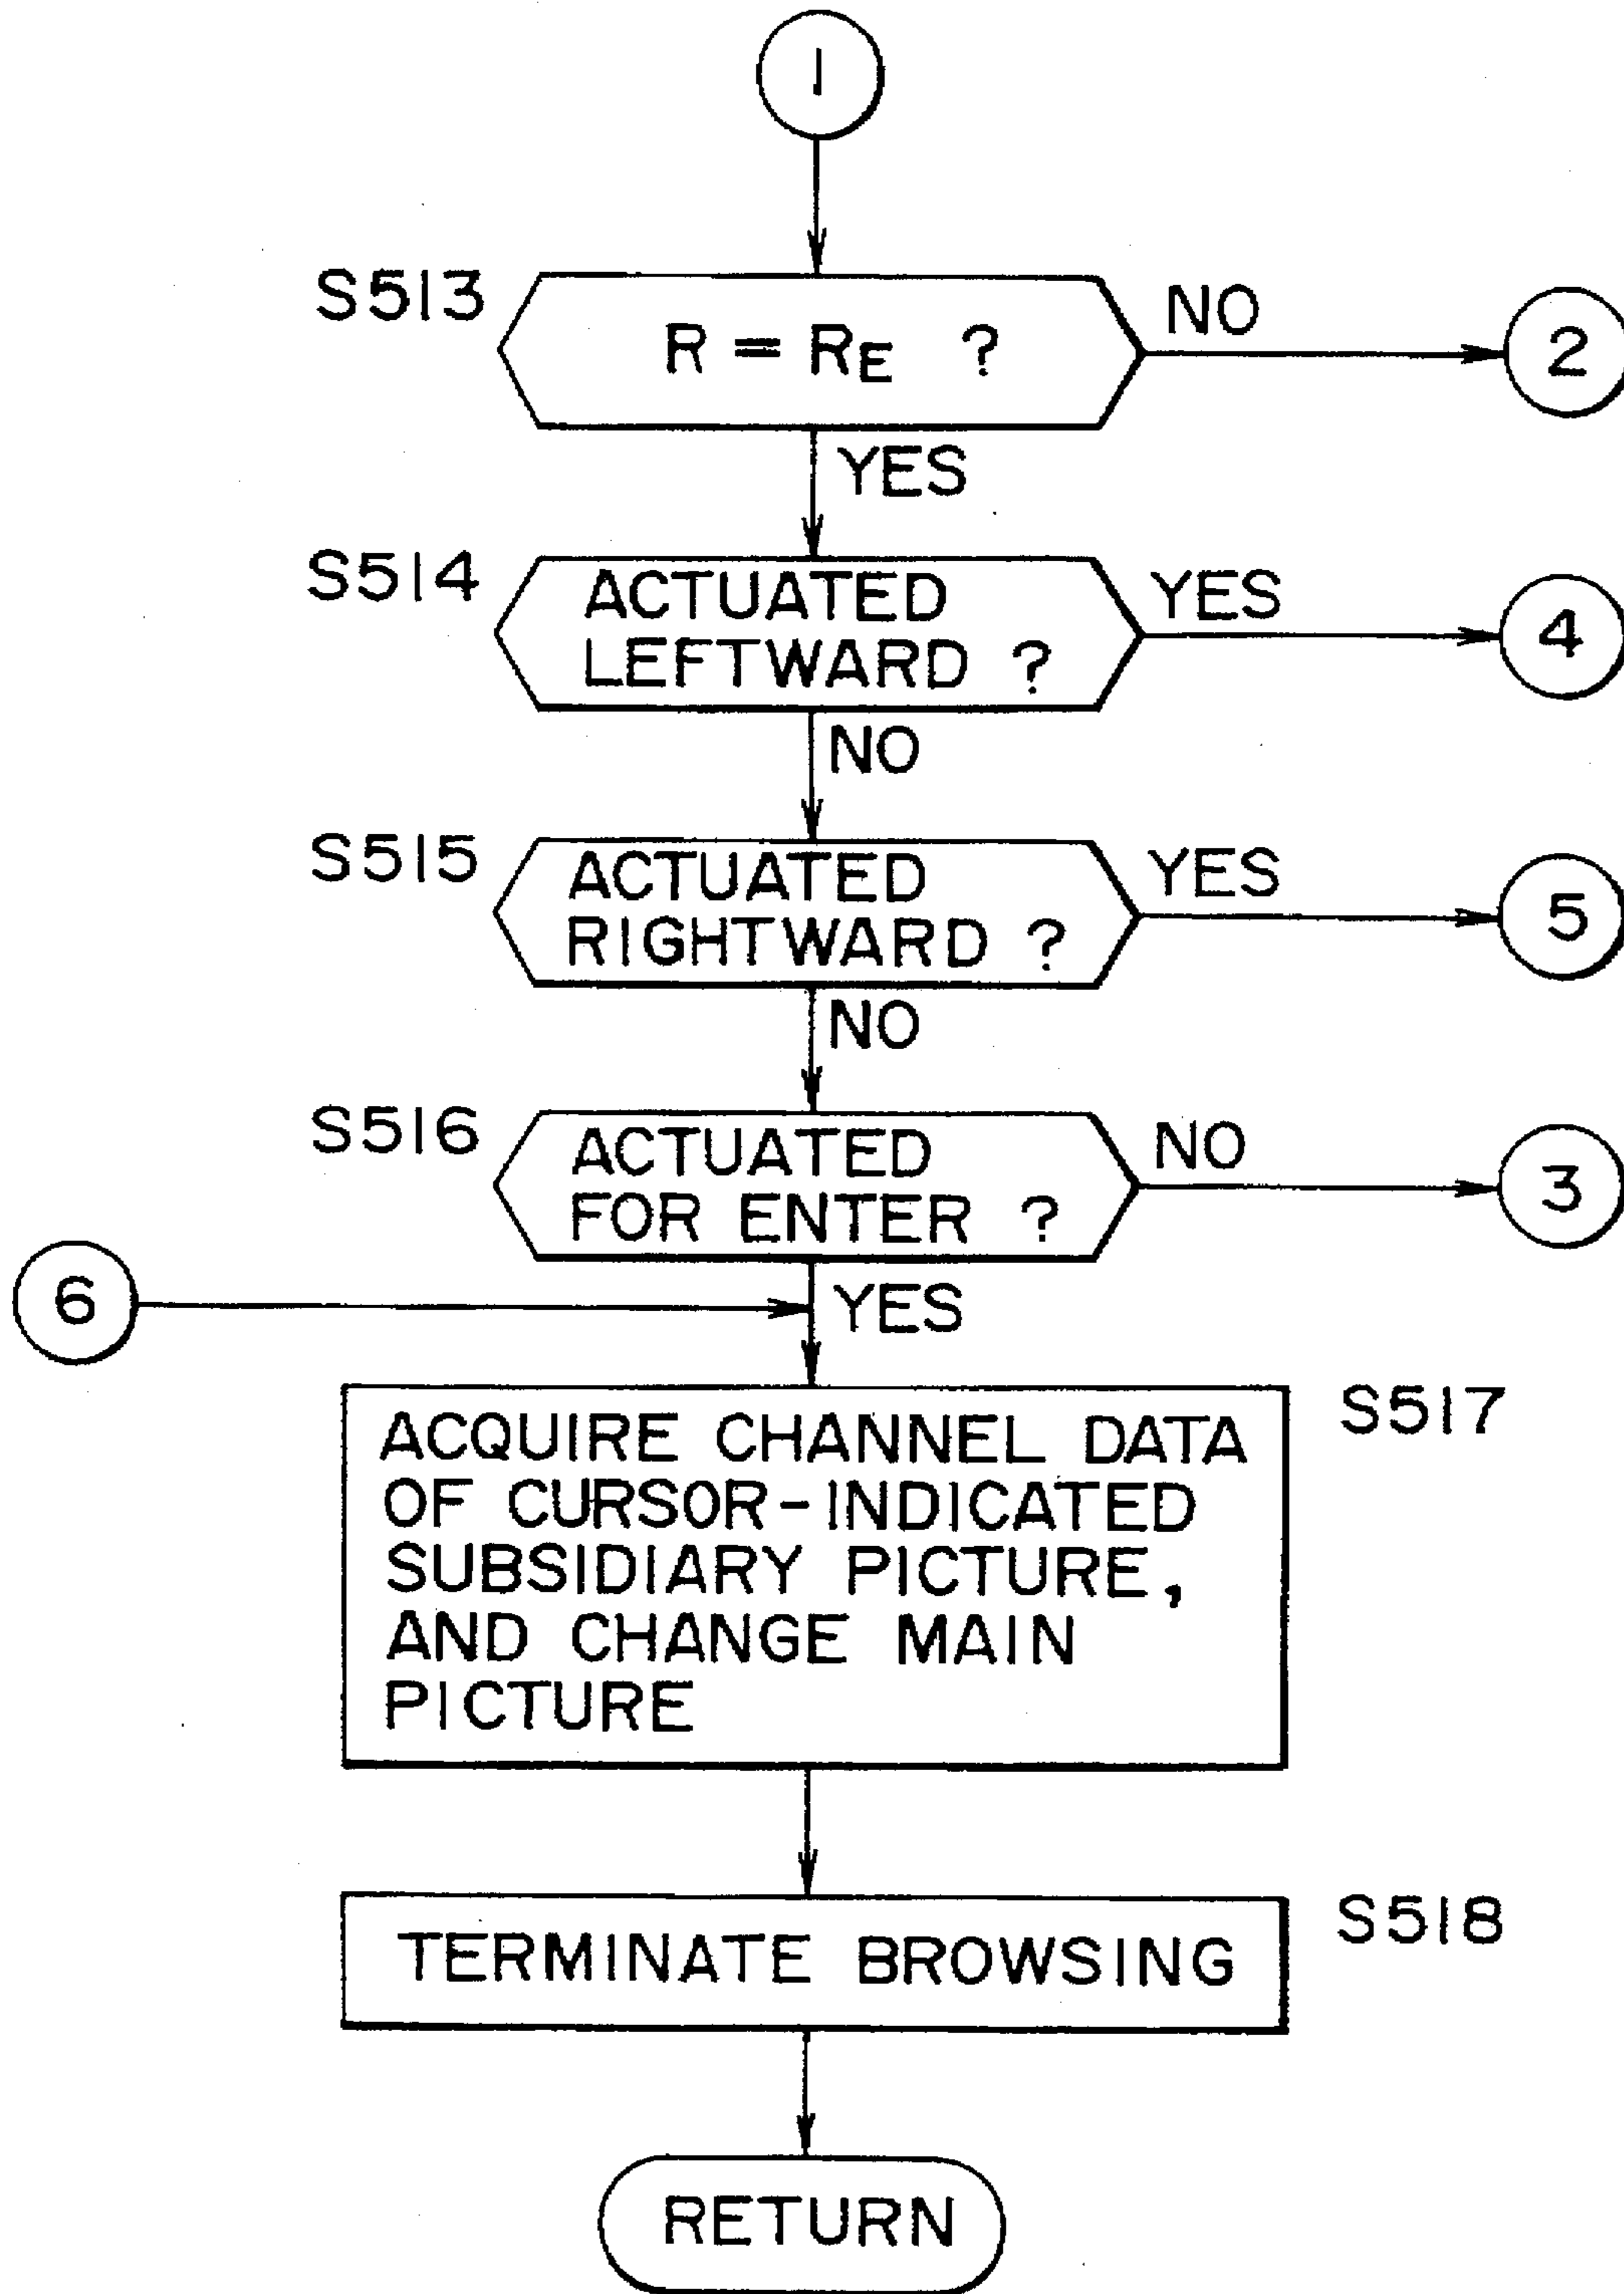 1
S513
R = RE ?
NO
2
YES
S514
ACTUATED
LEFTWARD ?
YES
4
NO
S515
ACTUATED
RIGHTWARD ?
YES
5
NO
S516
ACTUATED
FOR ENTER ?
NO
3
6
YES
S517
ACQUIRE CHANNEL DATA
OF CURSOR-INDICATED
SUBSIDIARY PICTURE,
AND CHANGE MAIN
PICTURE
S518
TERMINATE BROWSING
RETURN